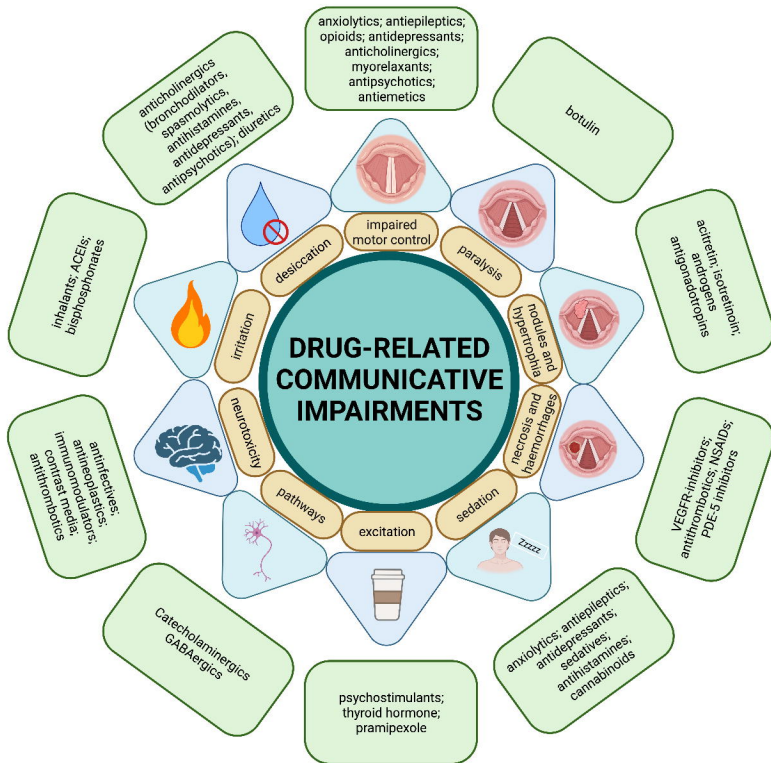 anxiolytics; antiepileptics;
opioids; antidepressants;
anticholinergics;
myorelaxants;
antipsychotics;
antiemetics
botulin
acitretin; isotretinoin;
androgens
antigonadotropins
VEGFR-inhibitors;
antithrombotics; NSAIDs;
PDE-5 inhibitors
anxiolytics; antiepileptics;
antidepressants;
sedatives;
antihistamines;
cannabinoids
psychostimulants;
thyroid hormone;
pramipexole
Catecholaminergics
GABAergics
antinfectives;
antineoplastics;
immunomodulators;
contrast media;
antithrombotics
inhalants; ACEIs;
bisphosphonates
anticholinergics
(bronchodilators,
spasmolytics,
antihistamines,
antidepressants,
antipsychotics); diuretics
impaired
motor control
paralysis
nodules and
hypertrophia
necrosis and
haemorrhages
sedation
excitation
pathways
neurotoxicity
irritation
desiccation
Zzzzz
DRUG-RELATED
COMMUNICATIVE
IMPAIRMENTS